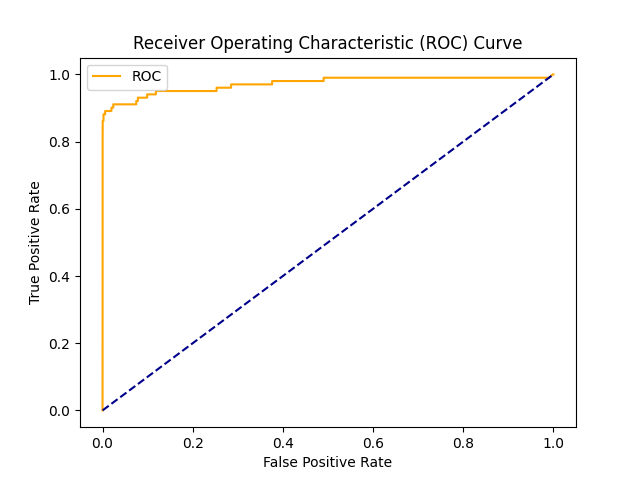 Receiver Operating Characteristic (ROC) Curve
ROC
True Positive Rate
1.0
0.8
0.6
0.4
0.2
0.0
0.0 0.2 0.4 0.6 0.8 1.0
False Positive Rate